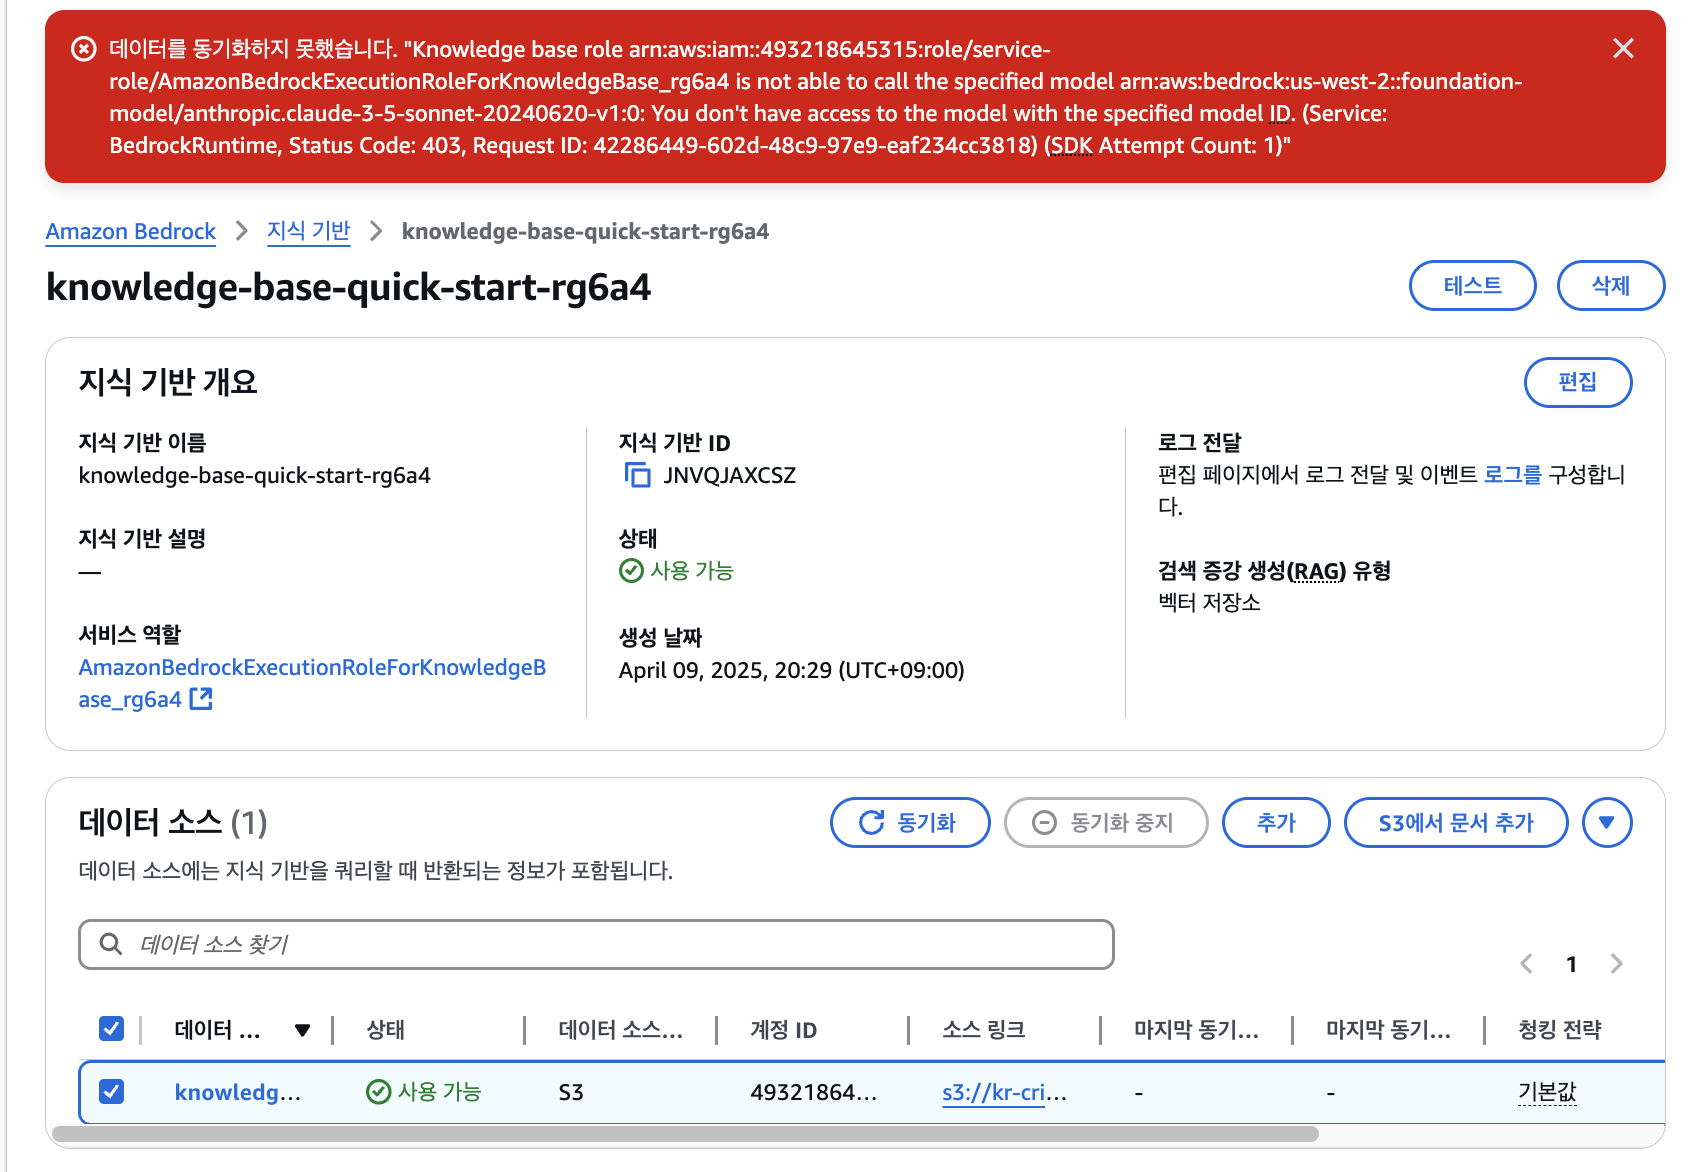 데이터를 동기화하지 못했습니다. "Knowledge base role arn:aws:iam::493218645315:role/service-
role/AmazonBedrockExecutionRoleForKnowledgeBase_rg6a4 is not able to call the specified model arn:aws:bedrock:us-west-2::foundation-
model/anthropic.claude-3-5-sonnet-20240620-v1:0: You don't have access to the model with the specified model ID. (Service:
BedrockRuntime, Status Code: 403, Request ID: 42286449-602d-48c9-97e9-eaf234cc3818) (SDK Attempt Count: 1)"
Amazon Bedrock > 지식 기반 > knowledge-base-quick-start-rg6a4
knowledge-base-quick-start-rg6a4
테스트
삭제
지식 기반 개요
편집
지식 기반 이름
knowledge-base-quick-start-rg6a4
지식 기반 설명
—
서비스 역할
AmazonBedrockExecutionRoleForKnowledgeB
ase_rg6a4
지식 기반 ID
JNVQJAXCSZ
상태
사용 가능
생성 날짜
April 09, 2025, 20:29 (UTC+09:00)
로그 전달
편집 페이지에서 로그 전달 및 이벤트 로그를 구성합니
다.
검색 증강 생성(RAG) 유형
벡터 저장소
데이터 소스 (1)
동기화
동기화 중지
추가
S3에서 문서 추가
데이터 소스에는 지식 기반을 쿼리할 때 반환되는 정보가 포함됩니다.
데이터 소스 찾기
1
데이터 ... 상태 데이터 소스... 계정 ID 소스 링크 마지막 동기... 마지막 동기... 청킹 전략
knowledg... 사용 가능 S3 49321864... s3://kr-cri... - - 기본값